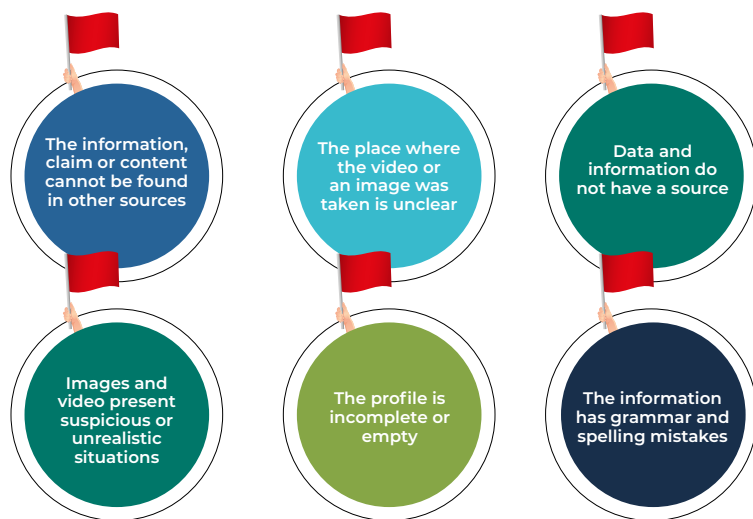 The information,
claim or content
cannot be found
in other sources
The place where
the video or
an image was
taken is unclear
Data and
information do
not have a source
Images and
video present
suspicious or
unrealistic
situations
The profile is
incomplete or
empty
The information
has grammar and
spelling mistakes